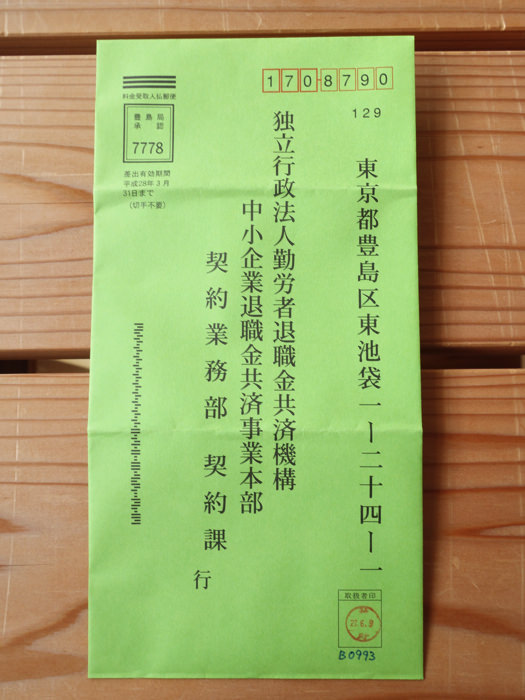 1708790
129
東京都豊島区東池袋一ー二十四ー一
独立行政法人勤労者退職金共済機構
中小企業退職金共済事業本部
契約業務部 契約課 行
料金受取人払郵便
豊島局
承認
7778
差出有効期間
平成28年3月
31日まで
(切手不要)
取扱者印
27.6.9
B0993